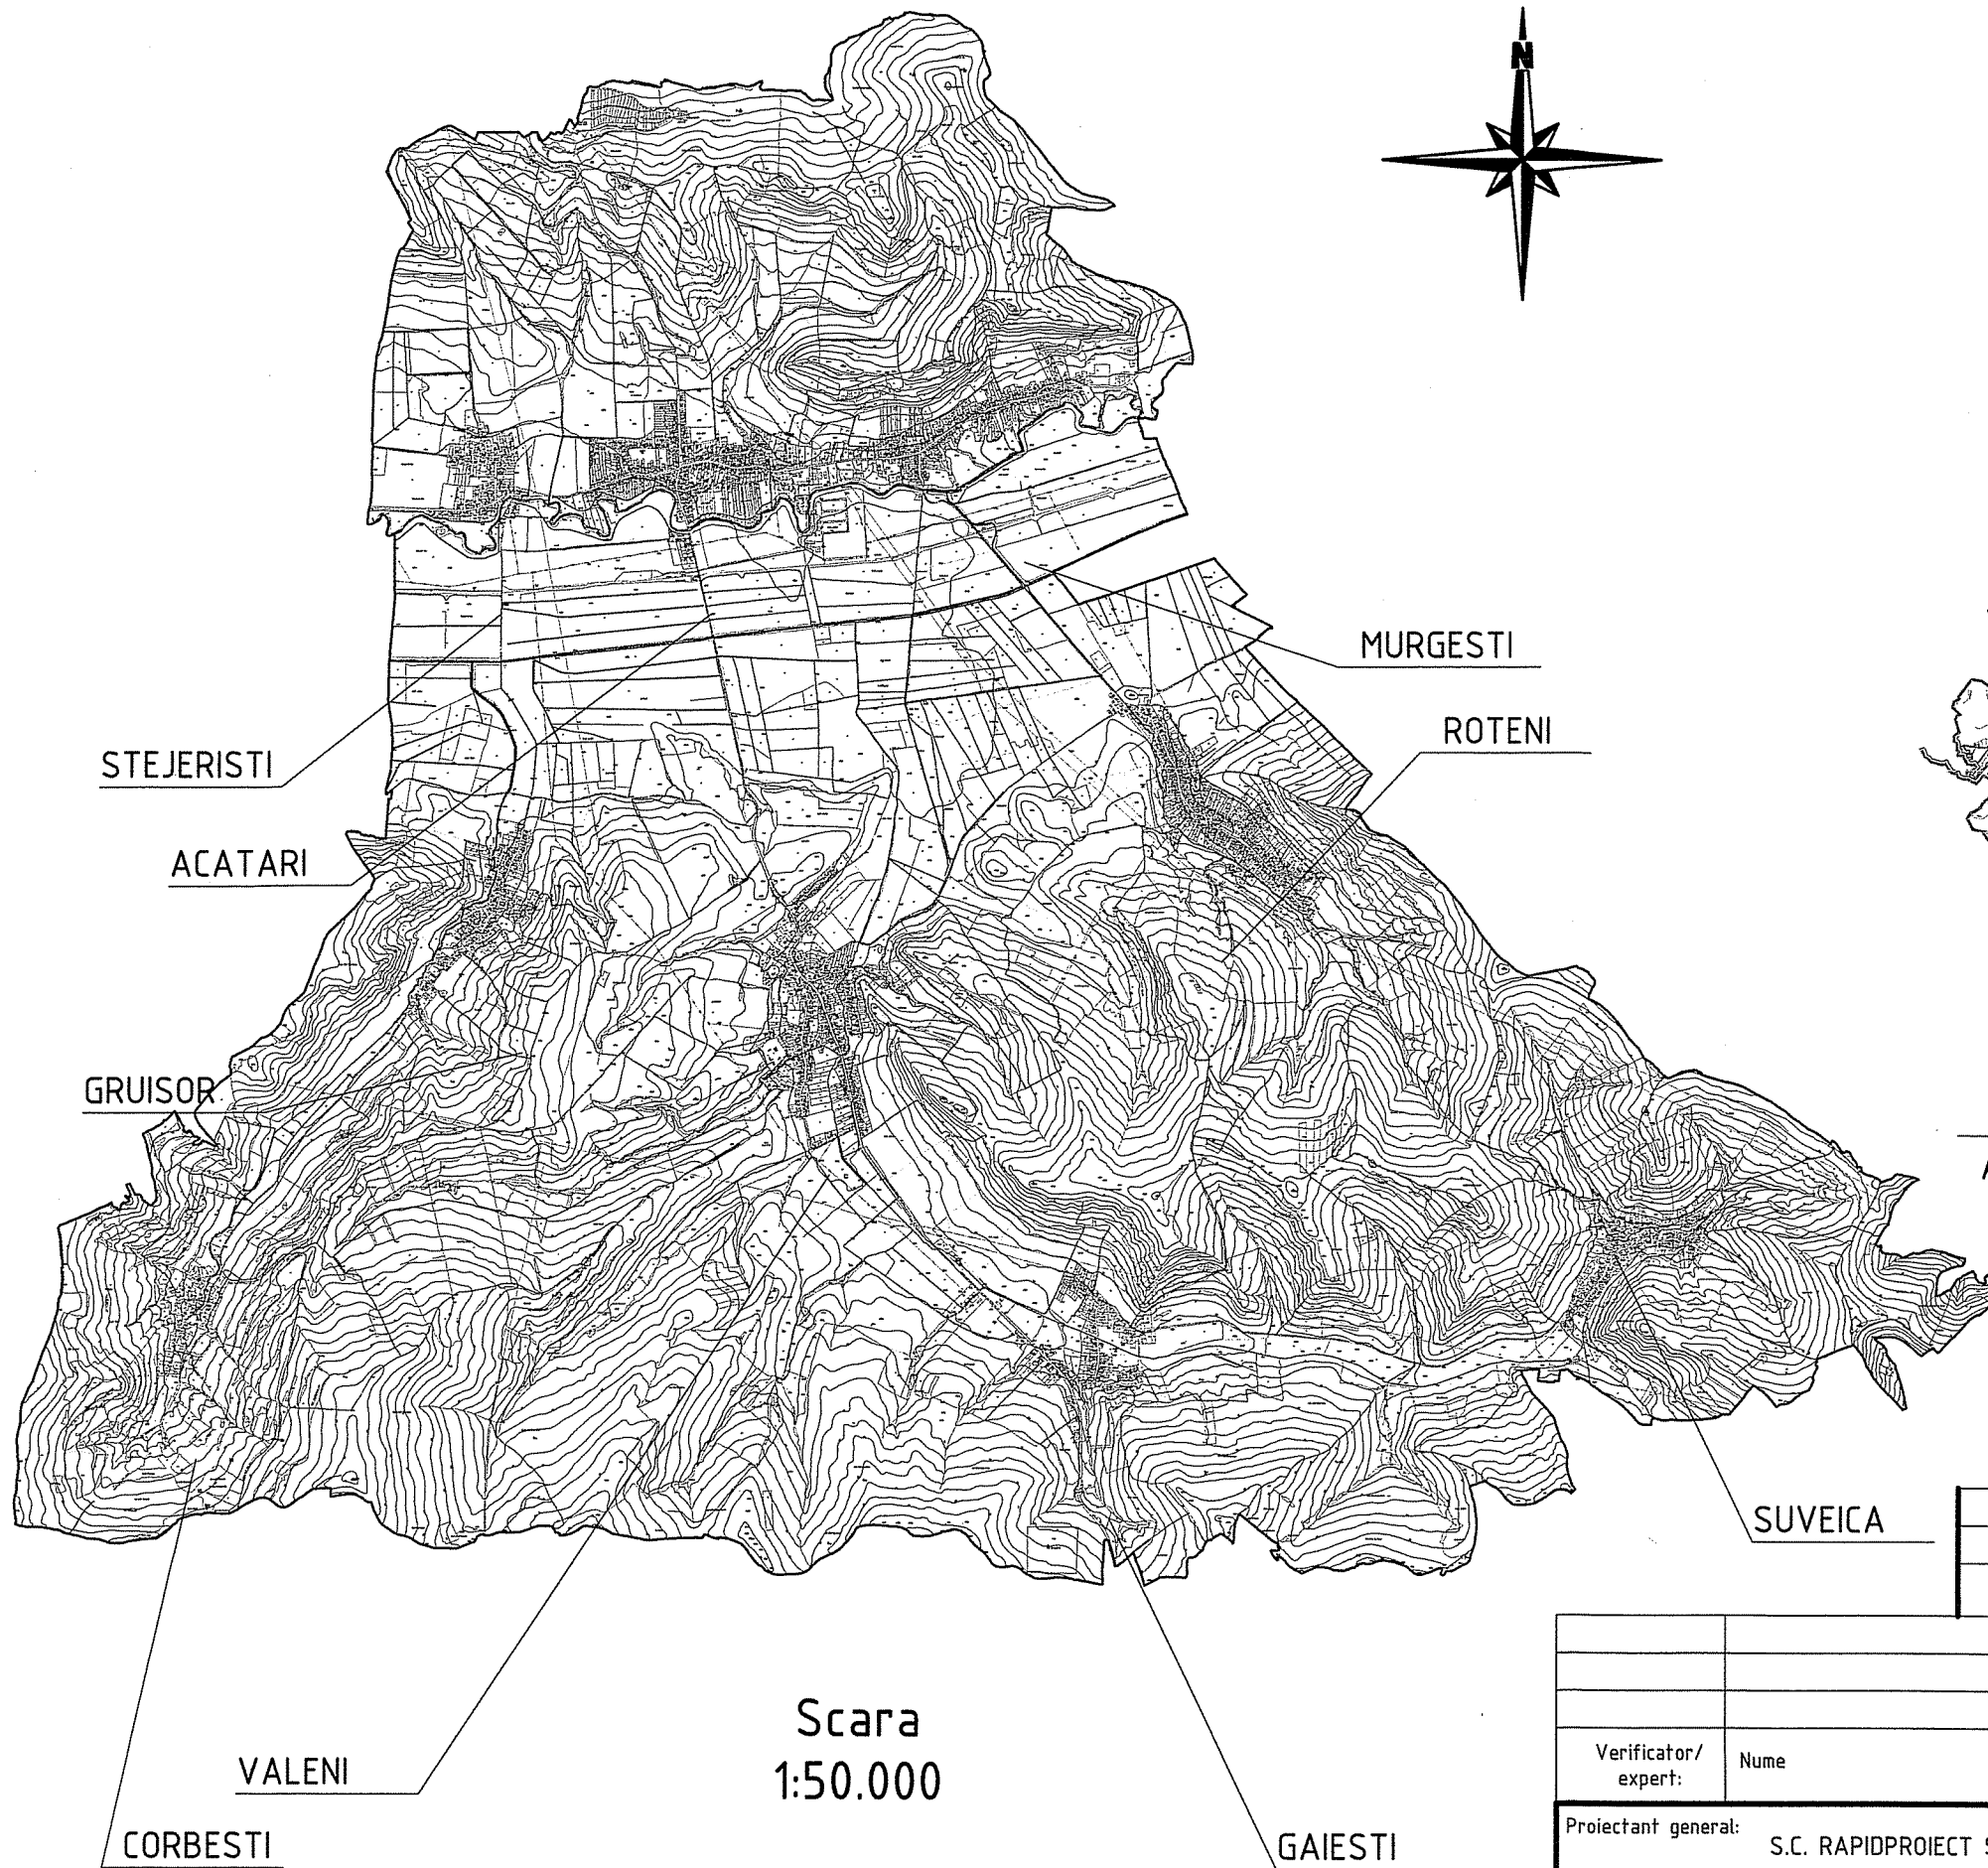 N
MURGESTI
ROTENI
STEJERISTI
ACATARI
GRUISOR
SUVEICA
Scara
1:50.000
VALENI
CORBESTI
GAIESTI
Verificator/
expert:
Nume
Proiectant general:
S.C. RAPIDPROIECT